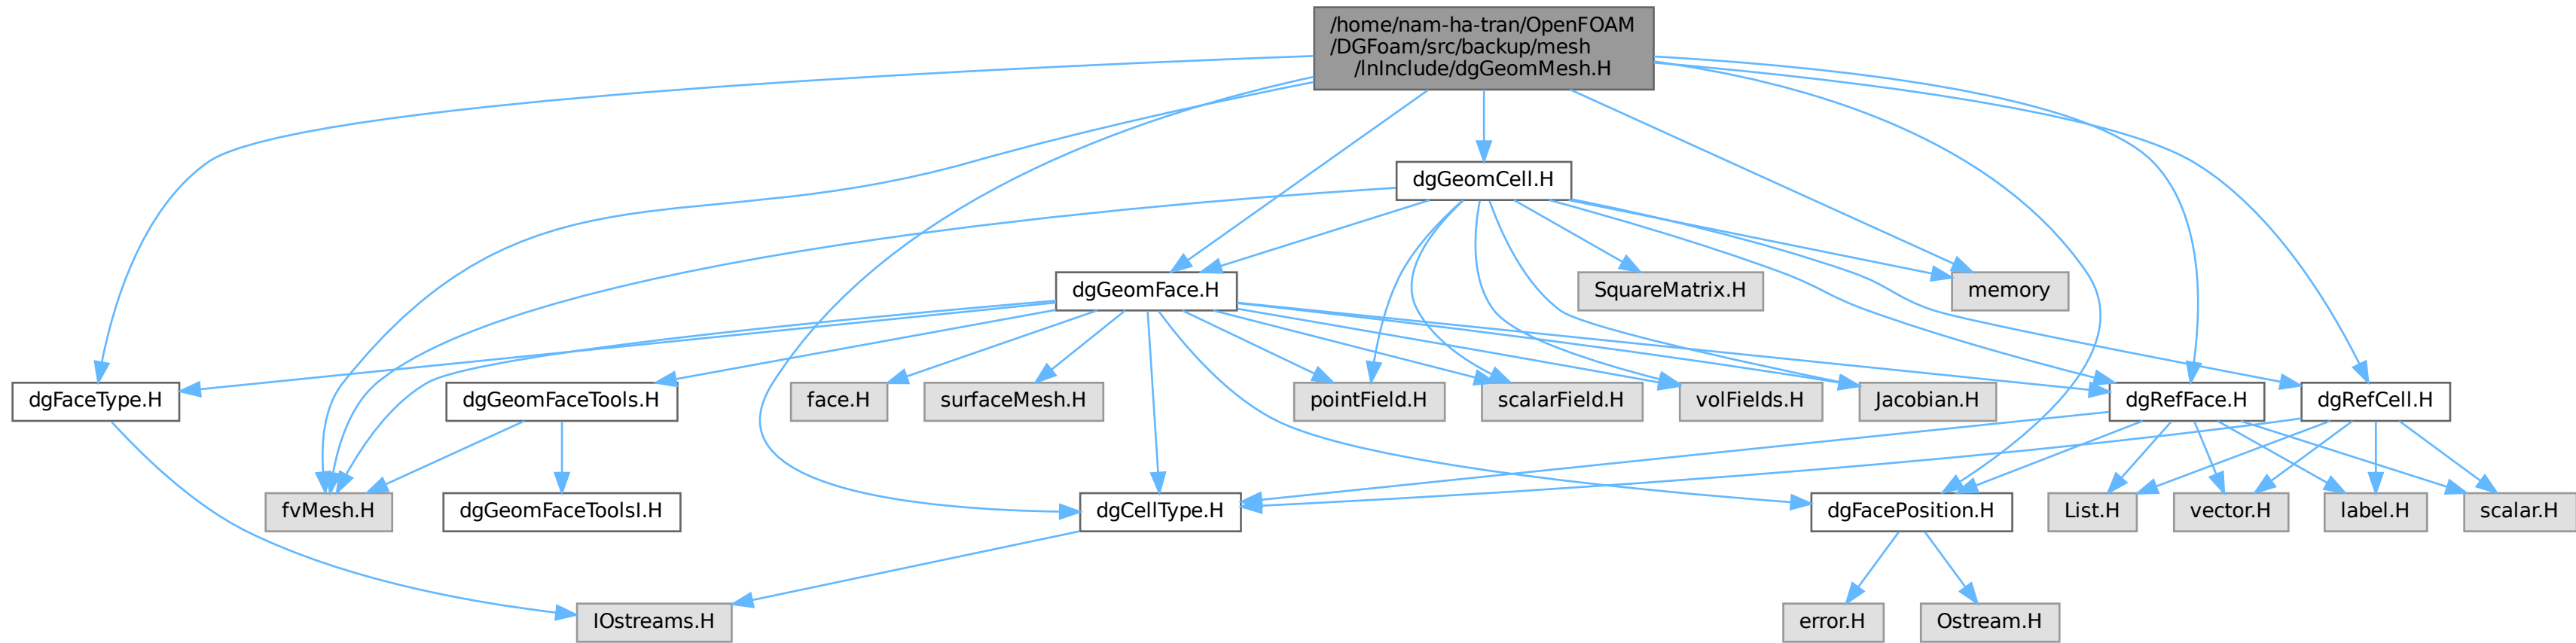 /home/nam-ha-tran/OpenFOAM
/DGFoam/src/backup/mesh
/lnInclude/dgGeomMesh.H
dgGeomCell.H
dgGeomFace.H
SquareMatrix.H
memory
dgFaceType.H
dgGeomFaceTools.H
face.H
surfaceMesh.H
pointField.H
scalarField.H
volFields.H
Jacobian.H
dgRefFace.H
dgRefCell.H
fvMesh.H
dgGeomFaceToolsI.H
dgCellType.H
dgFacePosition.H
List.H
vector.H
label.H
scalar.H
IOstreams.H
error.H
Ostream.H